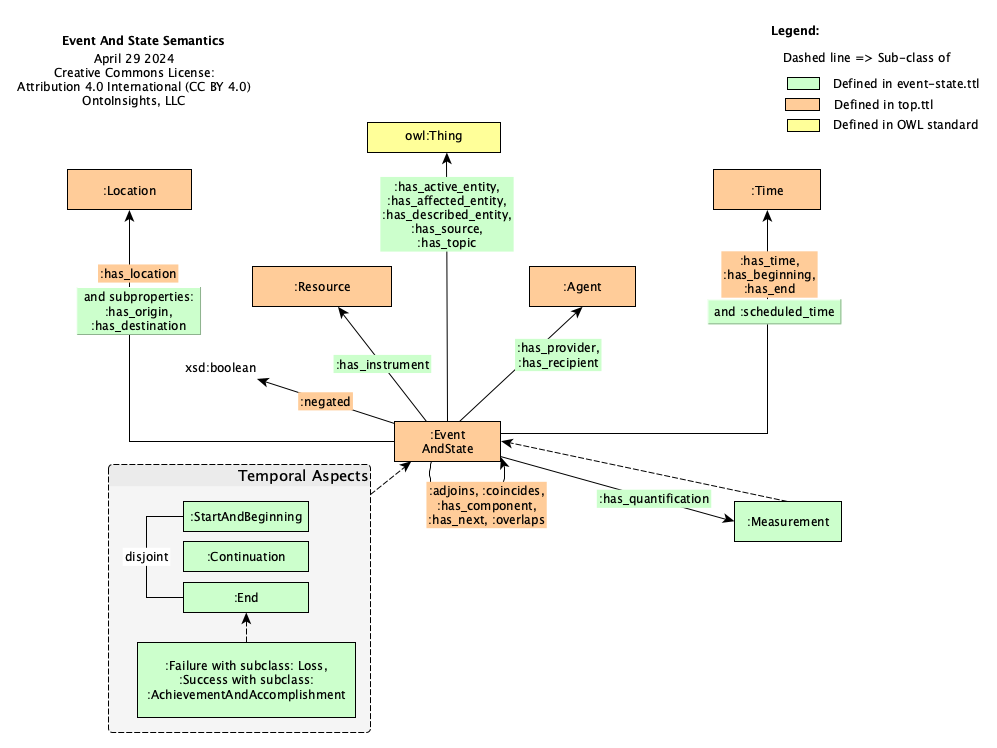 Event And State Semantics
April 29 2024
Creative Commons License:
Attribution 4.0 International (CC BY 4.0)
OntoInsights, LLC
Legend:
Dashed line => Sub-class of
Defined in event-state.ttl
Defined in top.ttl
Defined in OWL standard
owl:Thing
:Location
:Time
:has_active_entity,
:has_affected_entity,
:has_described_entity,
:has_source,
:has_topic
:has_location
and subproperties:
:has_origin,
:has_destination
:Resource
:Agent
:has_time,
:has_beginning,
:has_end
and :scheduled_time
:has_instrument
:has_provider,
:has_recipient
xsd:boolean
:negated
:Event
AndState
Temporal Aspects
:adjoins, :coincides,
:has_component,
:has_next, :overlaps
:has_quantification
:Measurement
:StartAndBeginning
disjoint
:Continuation
:End
:Failure with subclass: Loss,
:Success with subclass:
:AchievementAndAccomplishment